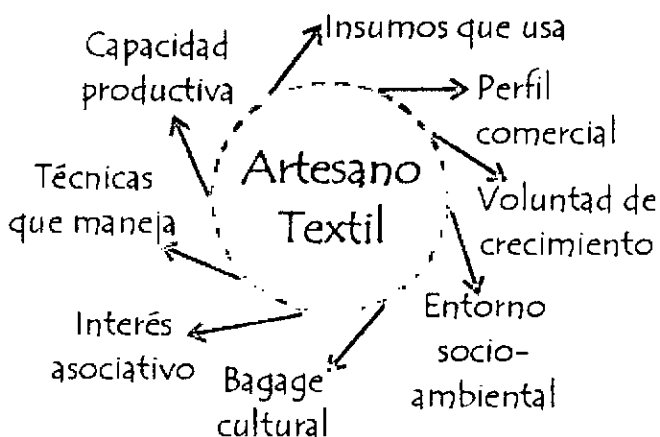 Insumos que usa
Capacidad
productiva
Perfil
comercial
Artesano
Textil
Técnicas
que maneja
Voluntad de
crecimiento
Interés
asociativo
Entorno
socio-
ambiental
Bagage
cultural